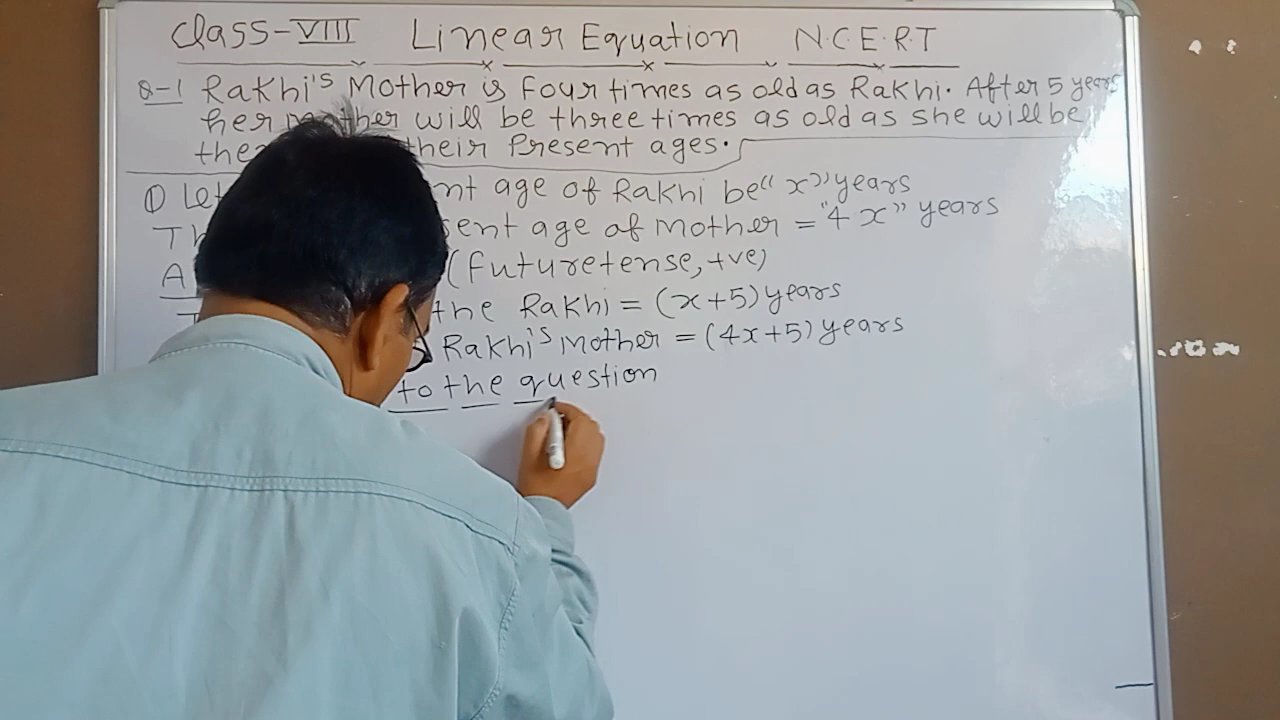 Class-VIII Linear Equation N.C.E.R.T
Q-1 Rakhi's Mother is Four times as old as Rakhi. After 5 years
her mother will be three times as old as she will be
their Present ages.
① Let age of Rakhi be "x" years
age of Mother = "4x" years
(future tense, +ve)
the Rakhi = (x+5) years
Rakhi's Mother = (4x+5) years
to the question